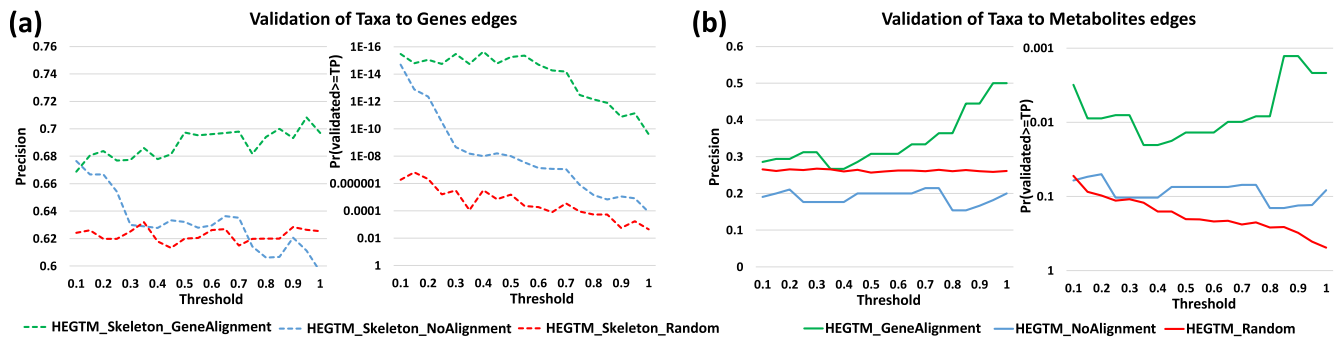 (a)
Validation of Taxa to Genes edges
Precision
0.76
0.74
0.72
0.7
0.68
0.66
0.64
0.62
0.6
0.1 0.2 0.3 0.4 0.5 0.6 0.7 0.8 0.9 1
Threshold
Pr(validated>=TP)
1E-16
1E-14
1E-12
1E-10
1E-08
0.000001
0.0001
0.01
1
0.1 0.2 0.3 0.4 0.5 0.6 0.7 0.8 0.9 1
Threshold
HEGTM_Skeleton_GeneAlignment HEGTM_Skeleton_NoAlignment HEGTM_Skeleton_Random
(b)
Validation of Taxa to Metabolites edges
Precision
0.6
0.5
0.4
0.3
0.2
0.1
0
0.1 0.2 0.3 0.4 0.5 0.6 0.7 0.8 0.9 1
Threshold
Pr(validated>=TP)
0.001
0.01
0.1
1
0.1 0.2 0.3 0.4 0.5 0.6 0.7 0.8 0.9 1
Threshold
HEGTM_GeneAlignment HEGTM_NoAlignment HEGTM_Random